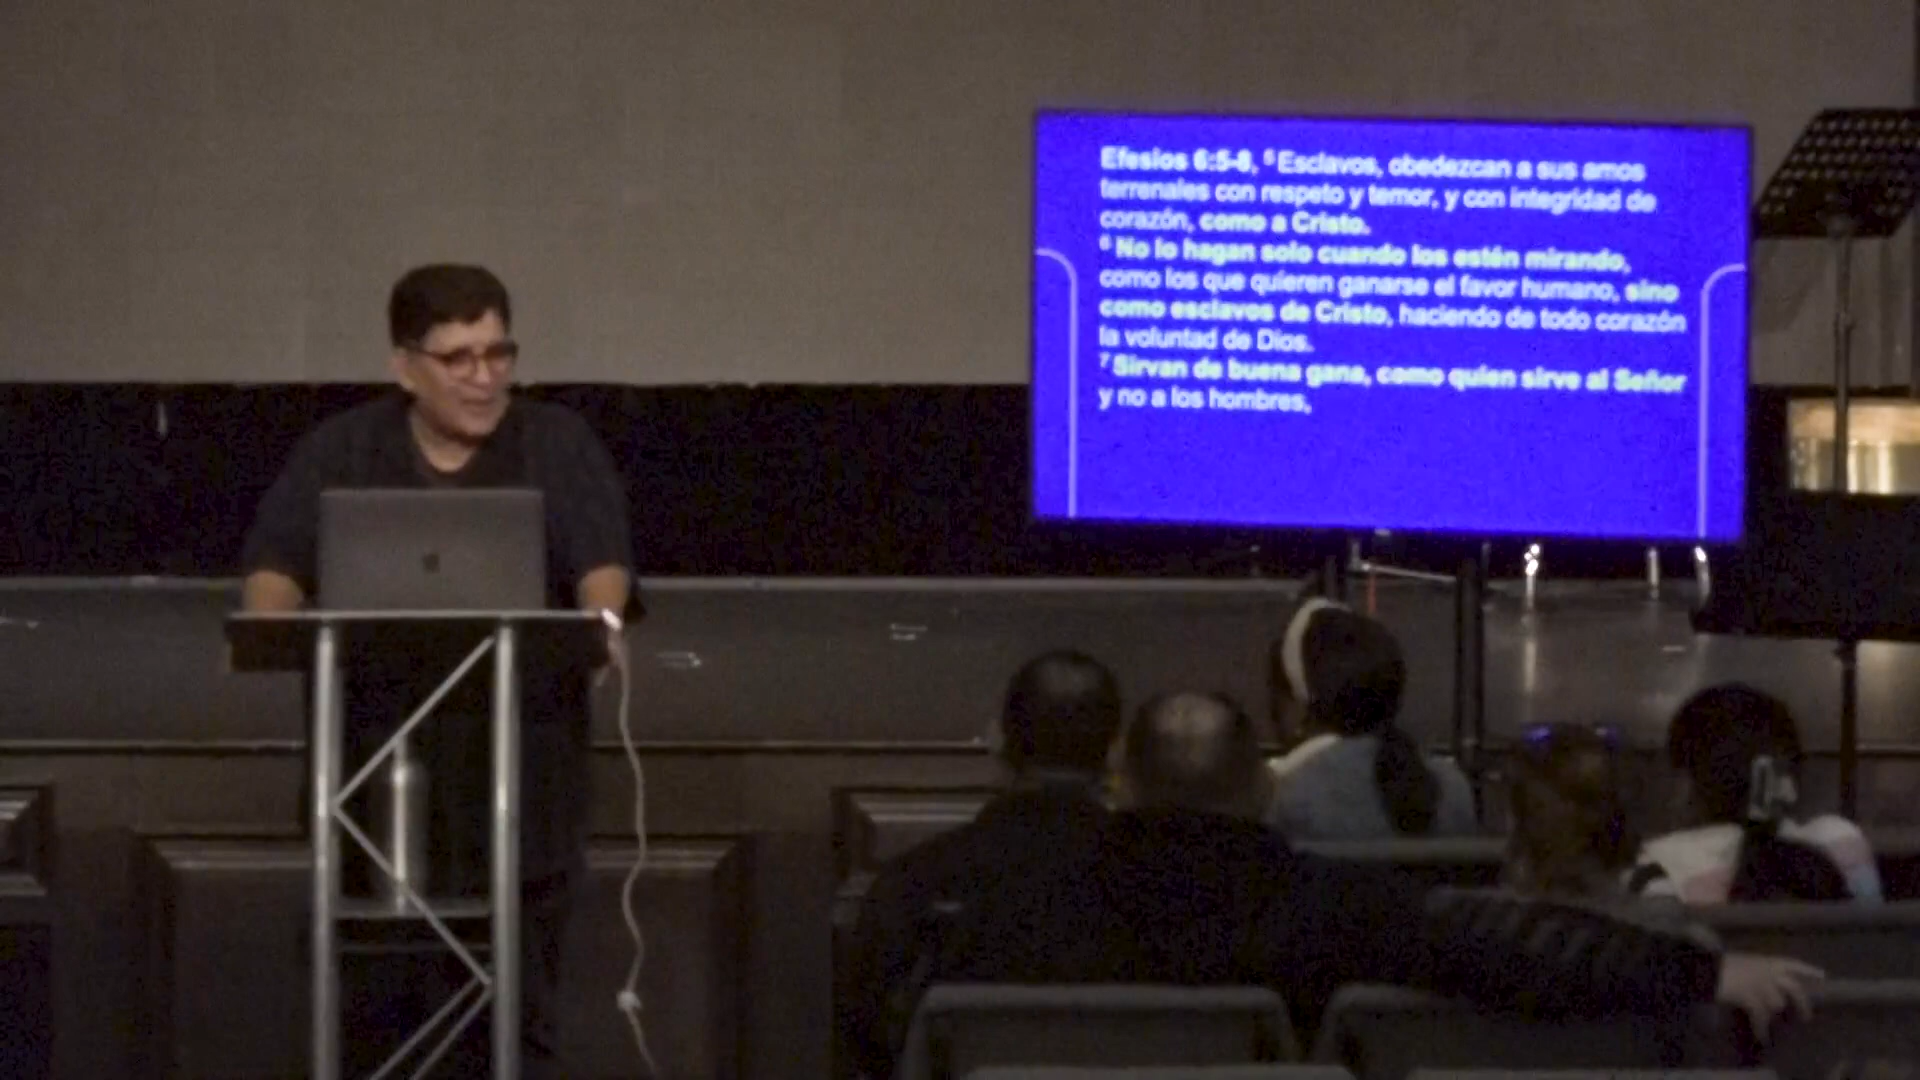 Efesios 6:5-8, ⁵ Esclavos, obedezcan a sus amos
terrenales con respeto y temor, y con integridad de
corazón, como a Cristo.
⁶ No lo hagan solo cuando los estén mirando,
como los que quieren ganarse el favor humano, sino
como esclavos de Cristo, haciendo de todo corazón
la voluntad de Dios.
⁷ Sirvan de buena gana, como quien sirve al Señor
y no a los hombres,